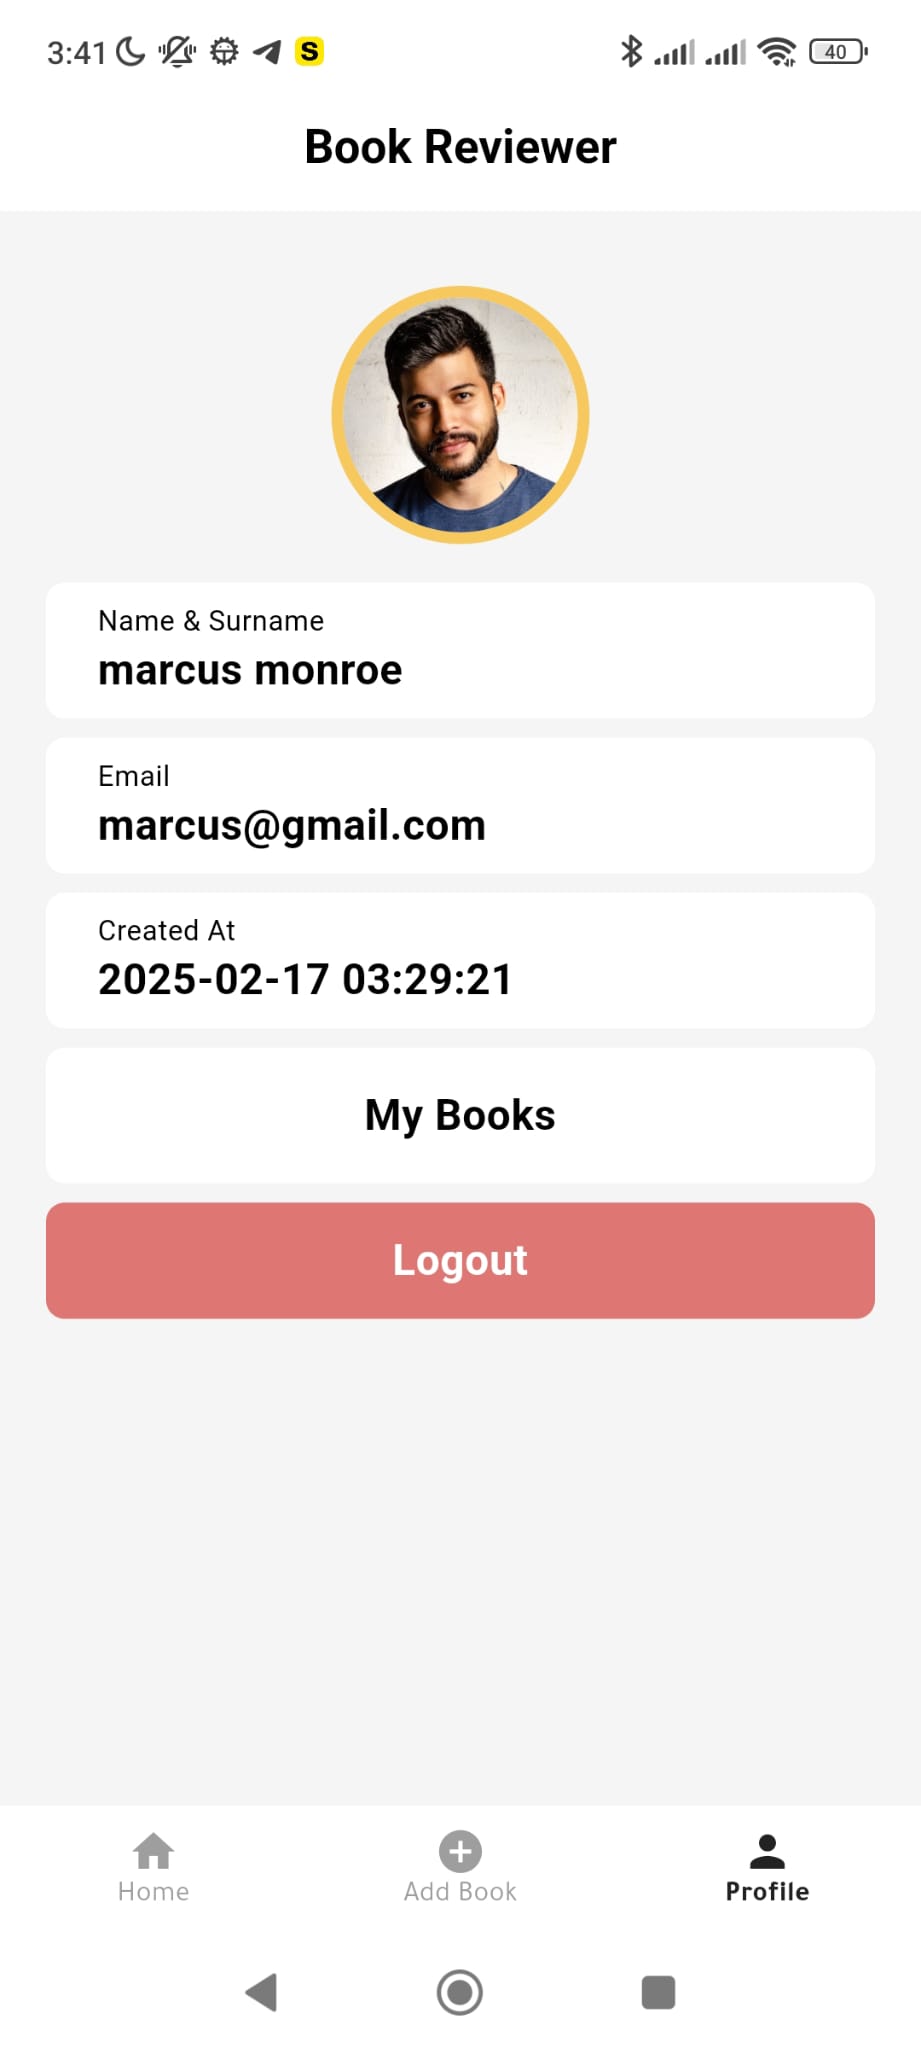 3:41 S 40
Book Reviewer
Name & Surname
marcus monroe
Email
marcus@gmail.com
Created At
2025-02-17 03:29:21
My Books
Logout
Home Add Book Profile